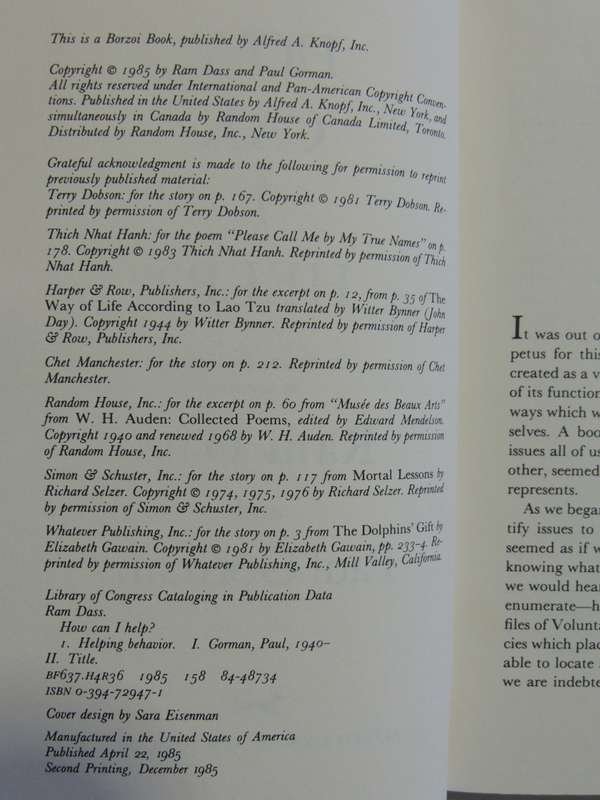 This is a Borzoi Book, published by Alfred A. Knopf, Inc.
Copyright © 1985 by Ram Dass and Paul Gorman.
All rights reserved under International and Pan-American Copyright Conven-
tions. Published in the United States by Alfred A. Knopf, Inc., New York, and
simultaneously in Canada by Random House of Canada Limited, Toronto.
Distributed by Random House, Inc., New York.
Grateful acknowledgment is made to the following for permission to reprint
previously published material:
Terry Dobson: for the story on p. 167. Copyright © 1981 Terry Dobson. Re-
printed by permission of Terry Dobson.
Thich Nhat Hanh: for the poem "Please Call Me by My True Names" on p.
178. Copyright © 1983 Thich Nhat Hanh. Reprinted by permission of Thich
Nhat Hanh.
Harper & Row, Publishers, Inc.: for the excerpt on p. 12, from p. 35 of The
Way of Life According to Lao Tzu translated by Witter Bynner (John
Day). Copyright 1944 by Witter Bynner. Reprinted by permission of Harper
& Row, Publishers, Inc.
Chet Manchester: for the story on p. 212. Reprinted by permission of Chet
Manchester.
Random House, Inc.: for the excerpt on p. 60 from "Musée des Beaux Arts"
from W. H. Auden: Collected Poems, edited by Edward Mendelson.
Copyright 1940 and renewed 1968 by W. H. Auden. Reprinted by permission
of Random House, Inc.
Simon & Schuster, Inc.: for the story on p. 117 from Mortal Lessons by
Richard Selzer. Copyright © 1974, 1975, 1976 by Richard Selzer. Reprinted
by permission of Simon & Schuster, Inc.
Whatever Publishing, Inc.: for the story on p. 3 from The Dolphins' Gift by
Elizabeth Gawain. Copyright © 1981 by Elizabeth Gawain, pp. 233-4. Re-
printed by permission of Whatever Publishing, Inc., Mill Valley, California.
Library of Congress Cataloging in Publication Data
Ram Dass.
How can I help?
1. Helping behavior. I. Gorman, Paul, 1940–
II. Title.
BF637.H4R36 1985 158 84-48734
ISBN 0-394-72947-1
Cover design by Sara Eisenman
Manufactured in the United States of America
Published April 22, 1985
Second Printing, December 1985
It was out o
petus for this
created as a v
of its function
ways which w
selves. A boo
issues all of us
other, seemed
represents.
As we began
tify issues to
seemed as if w
knowing what
we would hear
enumerate—h
files of Volunta
cies which plac
able to locate
we are indebte